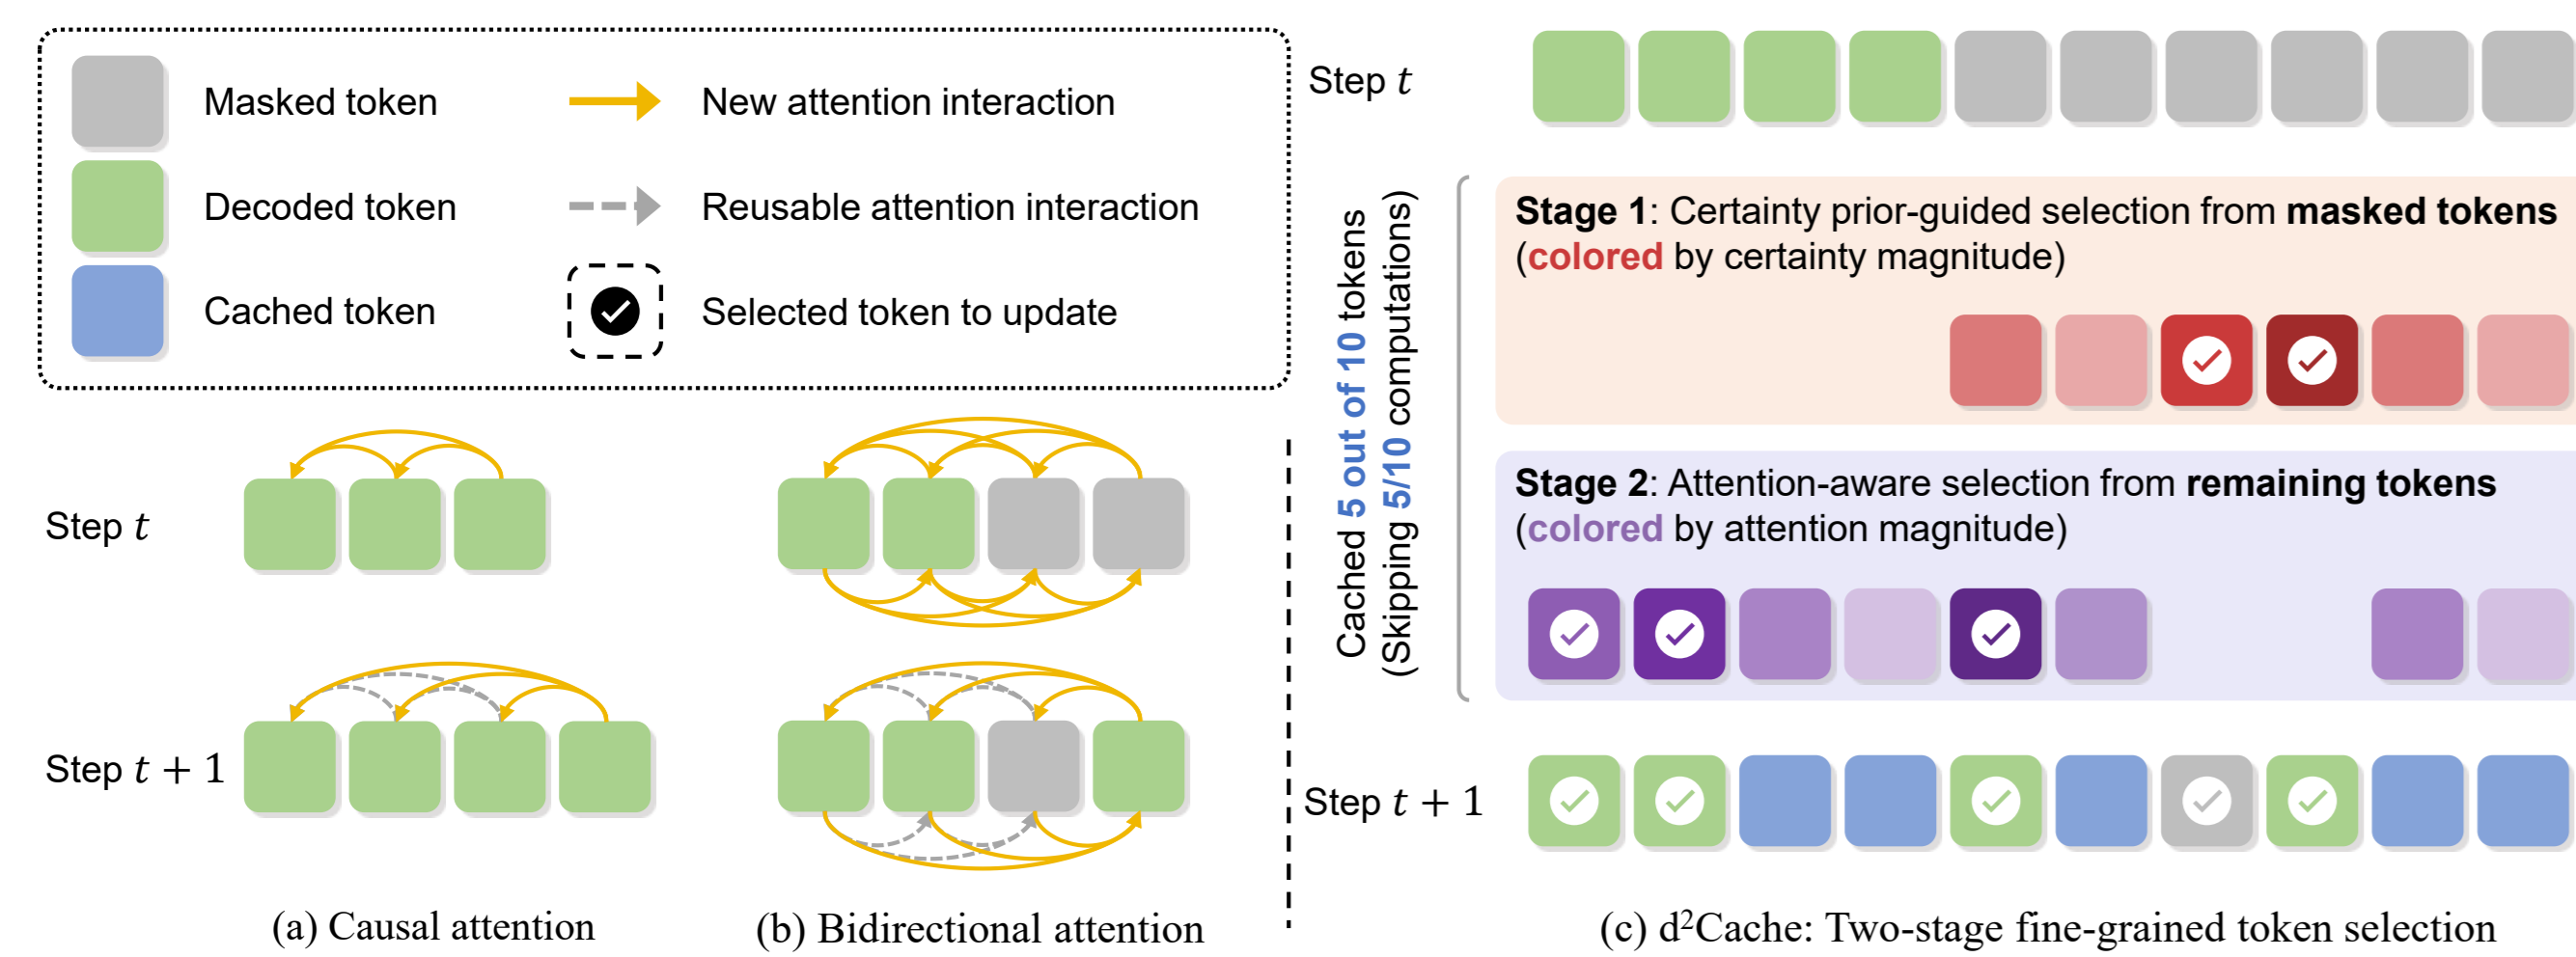 Masked token
New attention interaction
Decoded token
Reusable attention interaction
Cached token
Selected token to update
Step t
Step t + 1
(a) Causal attention
(b) Bidirectional attention
Step t
Cached 5 out of 10 tokens
(Skipping 5/10 computations)
Stage 1: Certainty prior-guided selection from masked tokens
(colored by certainty magnitude)
Stage 2: Attention-aware selection from remaining tokens
(colored by attention magnitude)
Step t + 1
(c) d²Cache: Two-stage fine-grained token selection